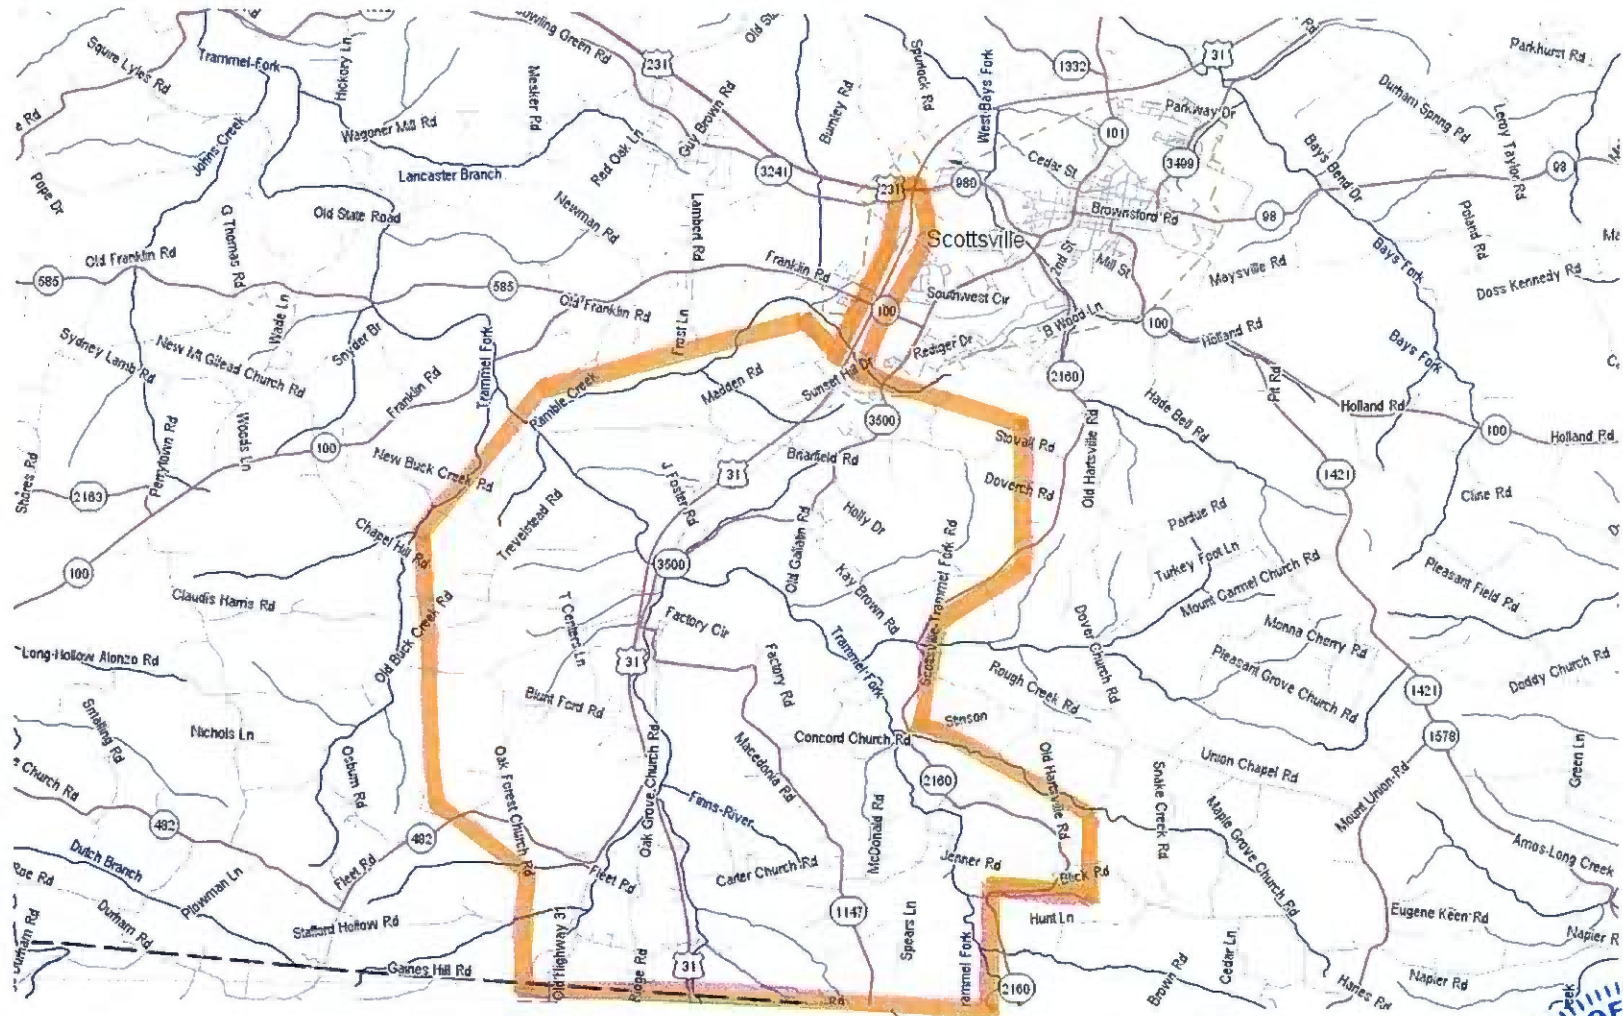 Squire Lyles Rd
Trammel-Fork
Hickory Ln
Bowling Green Rd
231
Mesker Rd
Guy Brown Rd
Burnley Rd
Spurlock Rd
West Bays Fork
1332
31
Parkhurst Rd
Durham Spring Rd
Leroy Taylor Rd
Parkway Dr
101
3499
Bays Bend Dr
98
Johns Creek
Wagoner Mill Rd
Red Oak Ln
Lancaster Branch
3241
231
980
Cedar St
Brownsford Rd
98
Poland Rd
Pope Dr
G Thomas Rd
Old State Road
Newman Rd
Lambert Rd
Scottsville
2nd St
Mill St
Maysville Rd
Bays Fork
Doss Kennedy Rd
Old Franklin Rd
585
585
Franklin Rd
Old Franklin Rd
100
Southwest Cir
B Wood-Ln
100
Holland Rd
Bays Fork
Sydney Lamb Rd
New Mt Gilead Church Rd
Wade Ln
Snyder Br
Trammel Fork
Frost Ln
Rediger Dr
2160
Pit Rd
Holland Rd
100
Holland Rd
Perrytown Rd
Woods Ln
Franklin Rd
Ramble Creek
Madden Rd
Sunset Hill Dr
3500
Hade Bell Rd
Old Hartsville Rd
Stovall Rd
1421
Shores Rd
2163
100
New Buck Creek Rd
J Foster Rd
31
Briarfield Rd
Doverch Rd
Cline Rd
Chapel Hill Rd
Trevelstead Rd
Old Gallatin Rd
Holly Dr
Pardue Rd
100
3500
Kay Brown Rd
Scottsville-Trammel Fork Rd
Turkey Foot Ln
Mount Carmel Church Rd
Pleasant Field Rd
Claudis Harris Rd
Old Buck Creek Rd
T Centers Ln
Factory Cir
Trammel-Fork
Dover Church Rd
Monna Cherry Rd
Long-Hollow Alonzo Rd
31
Factory Rd
Rough Creek Rd
Pleasant Grove Church Rd
Doddy Church Rd
1421
Smalling Rd
Nichols Ln
Blunt Ford Rd
Stinson
1578
Osburn Rd
Oak Forest Church Rd
Oak Grove Church Rd
Macedonia Rd
Concord Church Rd
2160
Old Hartsville Rd
Snake Creek Rd
Union Chapel Rd
Mount Union-Rd
Green Ln
Church Rd
482
482
Finns-River
McDonald Rd
Maple Grove Church Rd
Amos-Long Creek
Dutch Branch
Plowman Ln
Fleet Rd
Fleet Rd
Carter Church Rd
Jenner Rd
Buck Rd
Durham Rd
Stafford Hollow Rd
1147
Spears Ln
Hunt Ln
Eugene Keen Rd
Napier R
Durham Rd
Gaines Hill Rd
Old Highway 31
Ridge Rd
31
Trammel Fork
2160
Brown Rd
Cedar Ln
Hanes Rd
Napier Rd